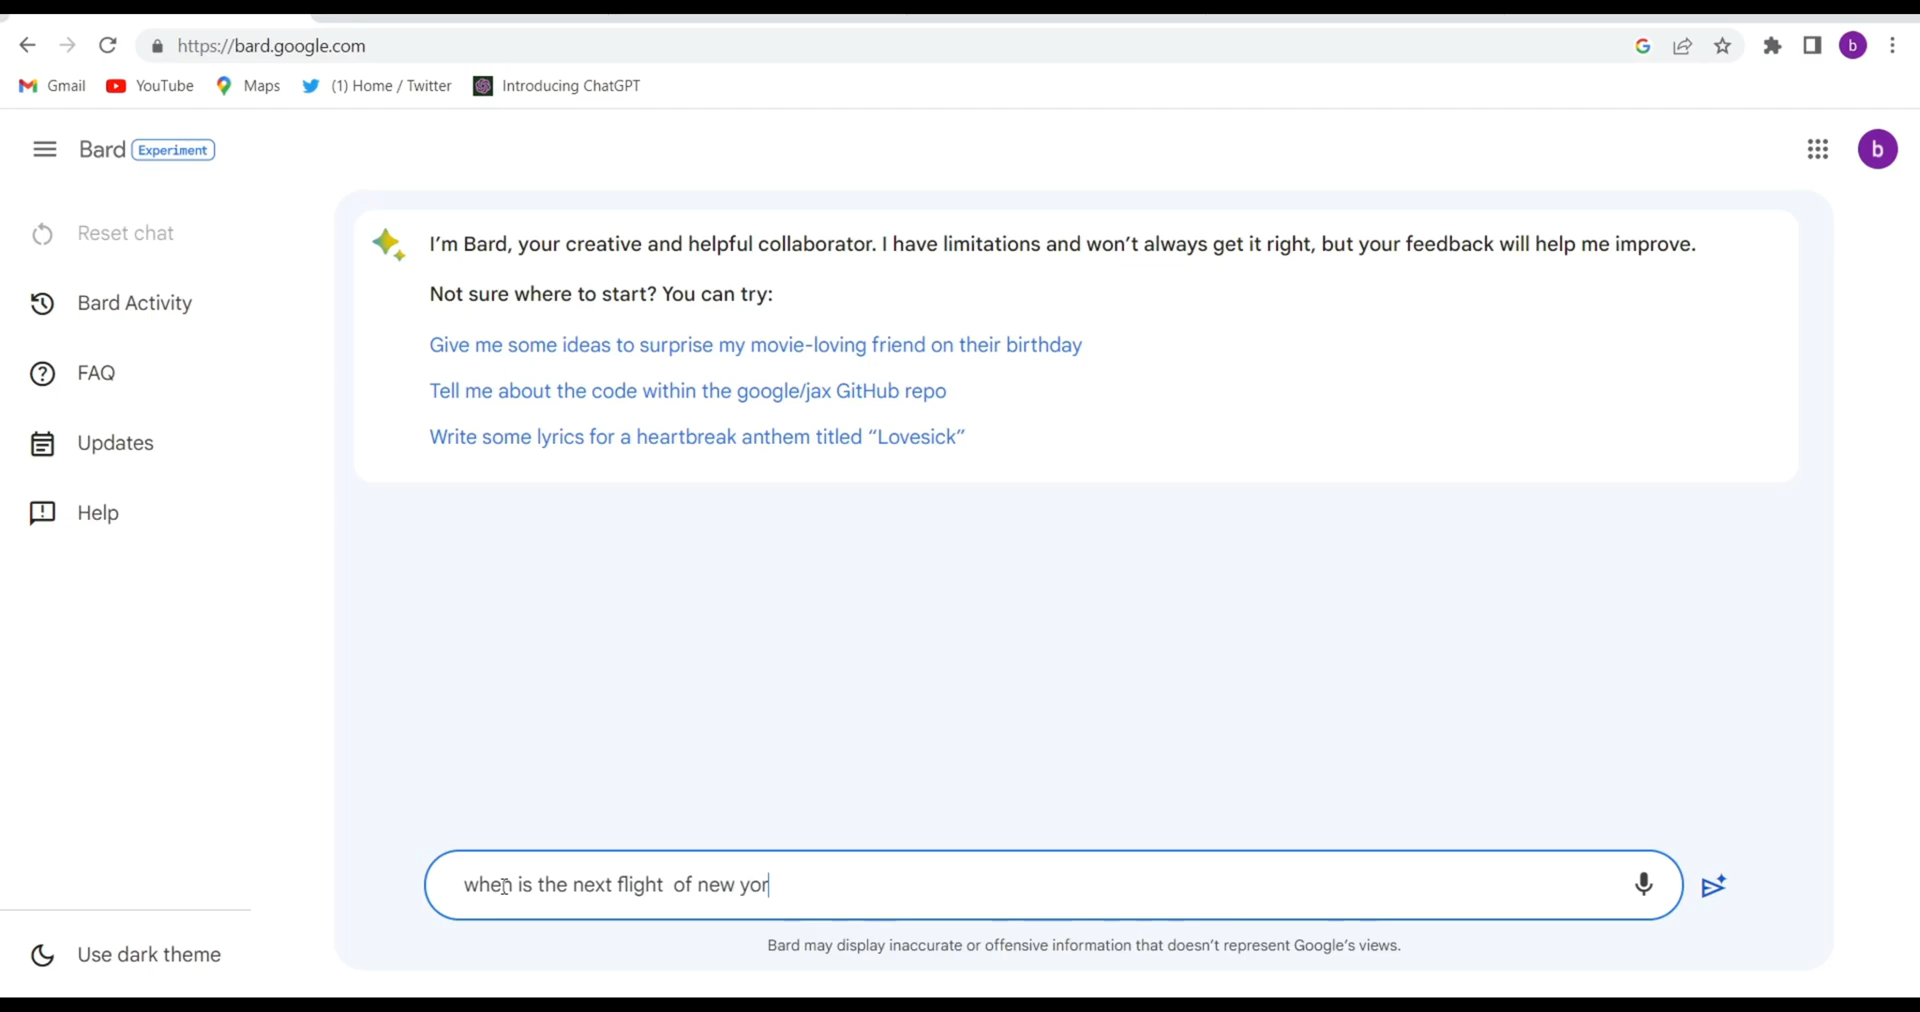 https://bard.google.com
b
Gmail YouTube Maps (1) Home / Twitter Introducing ChatGPT
Bard Experiment
b
Reset chat
Bard Activity
FAQ
Updates
Help
Use dark theme
I'm Bard, your creative and helpful collaborator. I have limitations and won't always get it right, but your feedback will help me improve.
Not sure where to start? You can try:
Give me some ideas to surprise my movie-loving friend on their birthday
Tell me about the code within the google/jax GitHub repo
Write some lyrics for a heartbreak anthem titled “Lovesick”
when is the next flight  of new yor
Bard may display inaccurate or offensive information that doesn't represent Google's views.